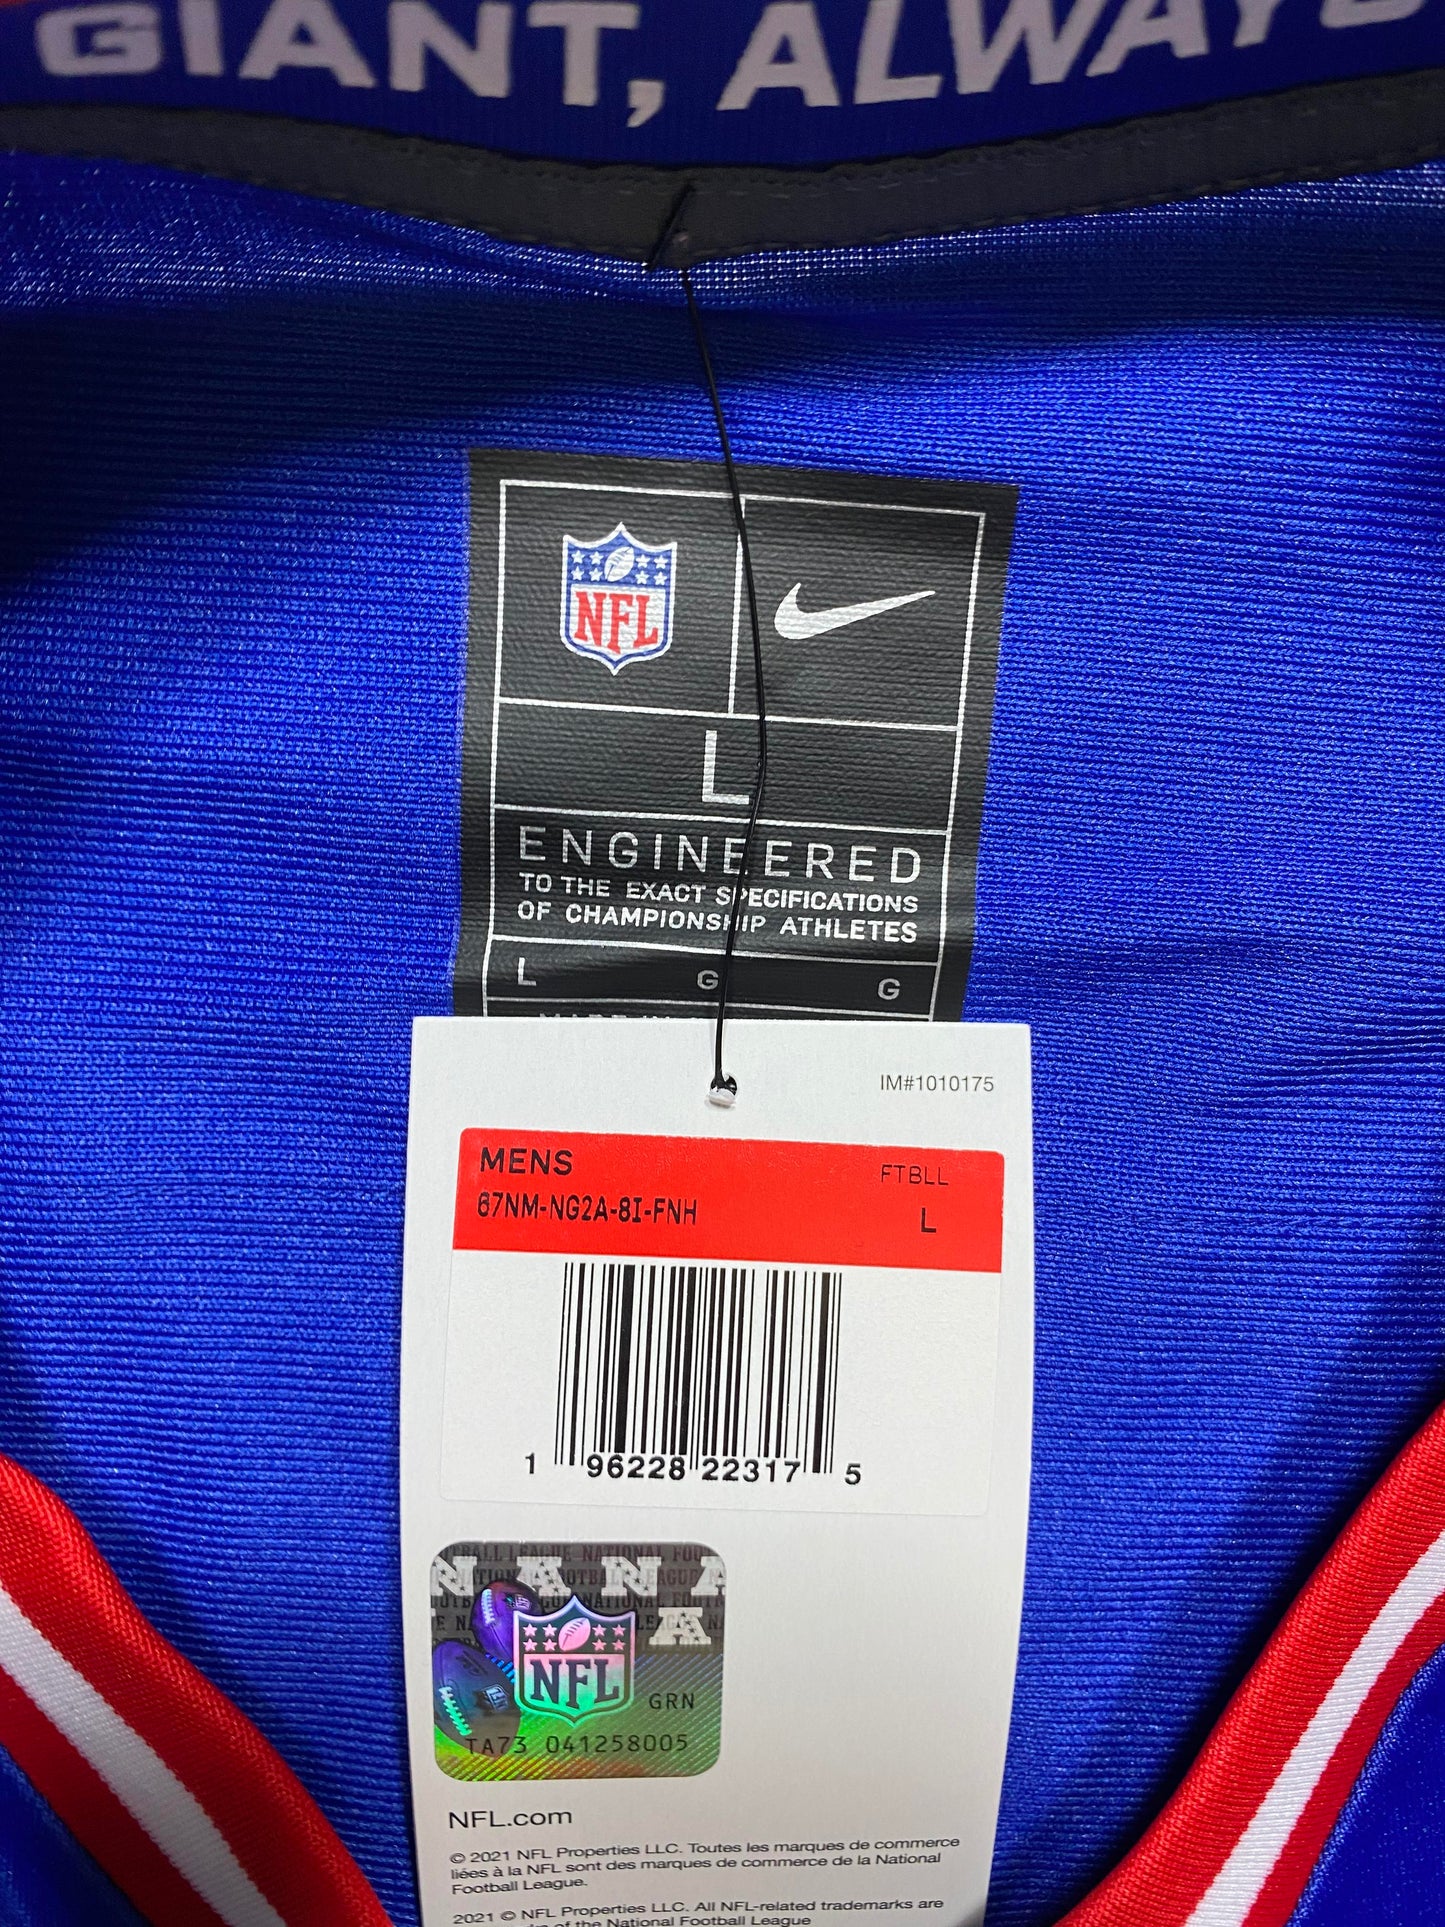 GIANT, ALWAYS
NFL
L
ENGINEERED
TO THE EXACT SPECIFICATIONS
OF CHAMPIONSHIP ATHLETES
L G G
MADE IN
IM#1010175
MENS FTBLL
67NM-NG2A-8I-FNH L
1 96228 22317 5
NFL
GRN
TA73 041258005
NFL.com
© 2021 NFL Properties LLC. Toutes les marques de commerce
liées à la NFL sont des marques de commerce de la National
Football League.
2021 © NFL Properties LLC. All NFL-related trademarks are
of the National Football League